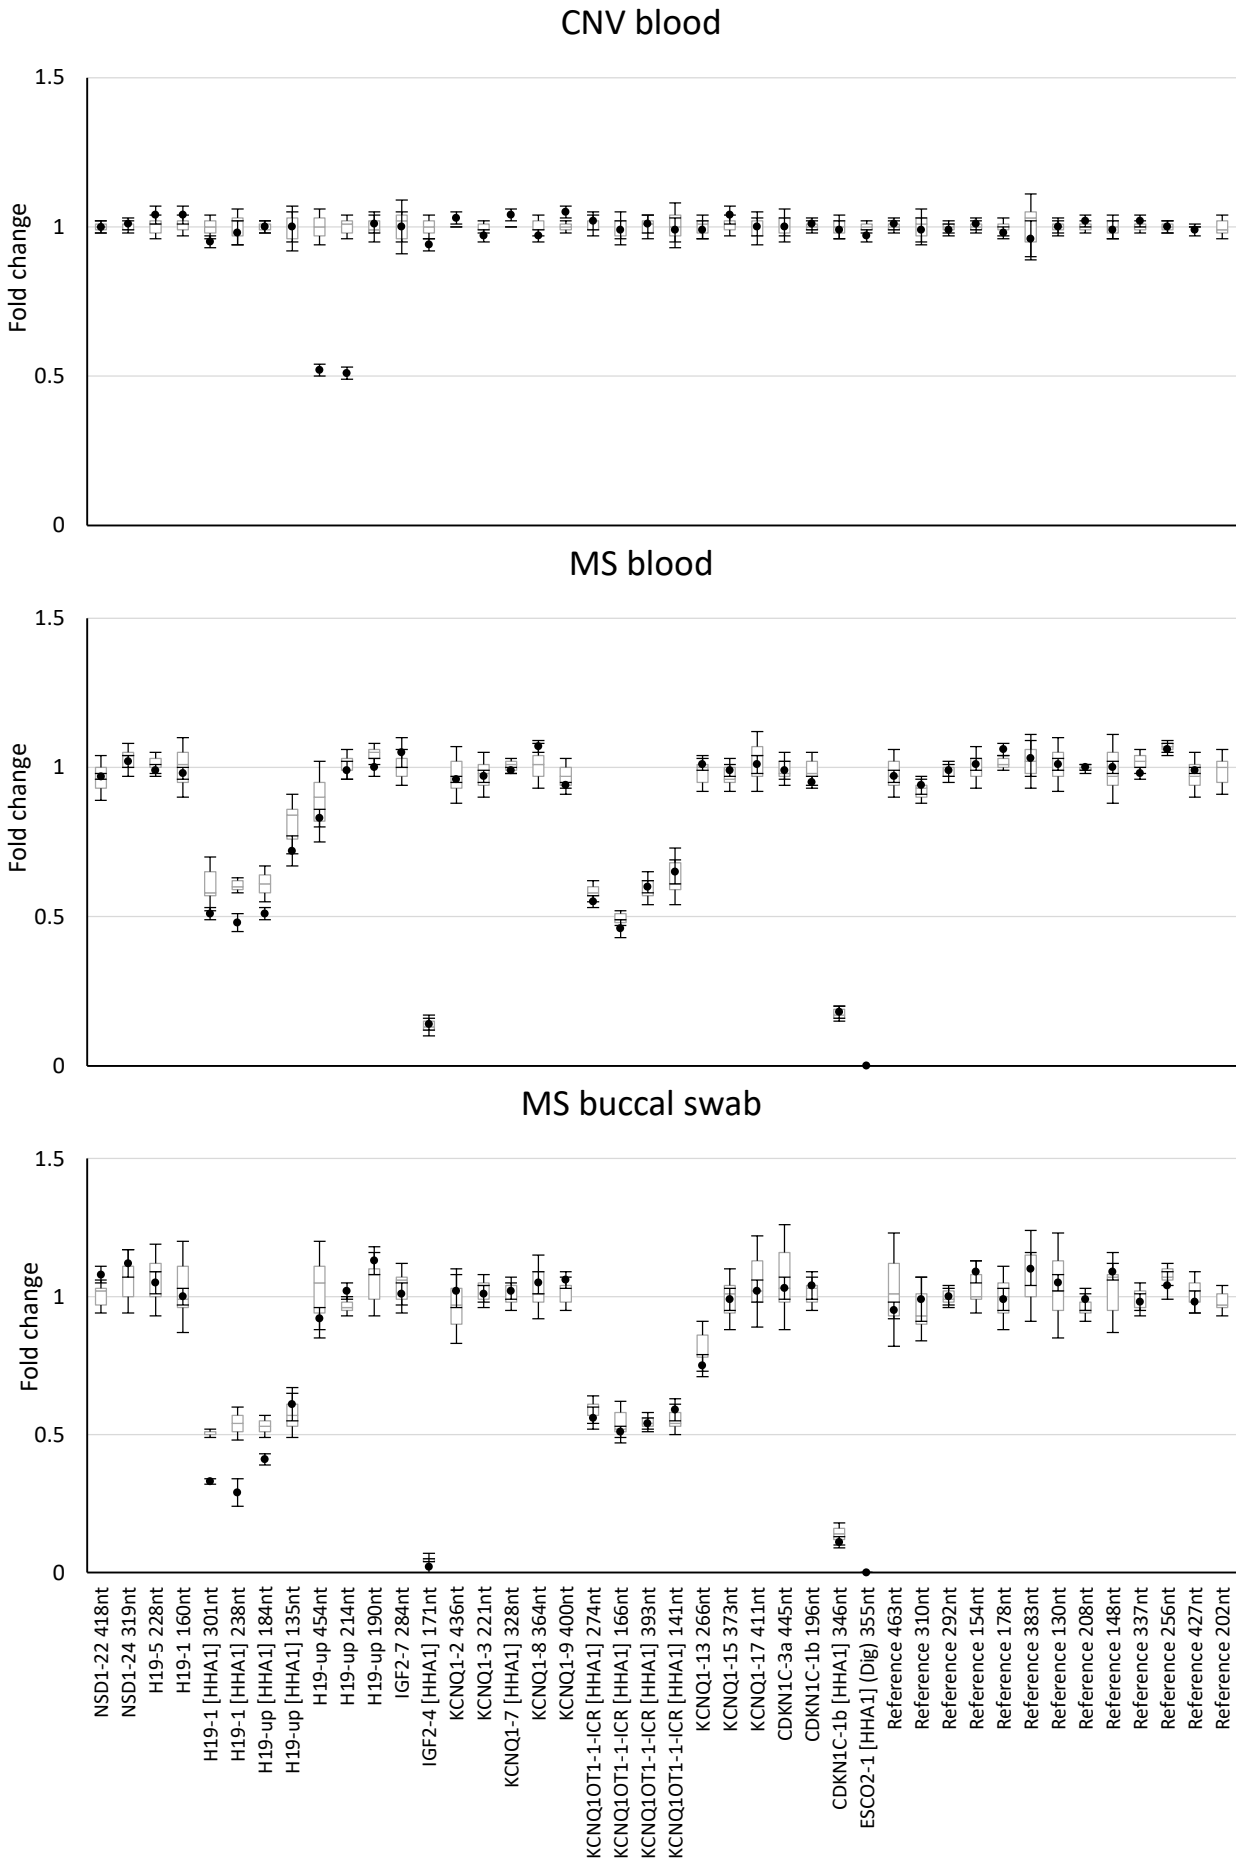 CNV blood
1.5
1
0.5
0
Fold change
MS blood
1.5
1
0.5
0
Fold change
MS buccal swab
1.5
1
0.5
0
Fold change
NSD1-22 418nt
NSD1-24 319nt
H19-5 228nt
H19-1 160nt
H19-1 [HHA1] 301nt
H19-1 [HHA1] 238nt
H19-up [HHA1] 184nt
H19-up [HHA1] 135nt
H19-up 454nt
H19-up 214nt
H19-up 190nt
IGF2-7 284nt
IGF2-4 [HHA1] 171nt
KCNQ1-2 436nt
KCNQ1-3 221nt
KCNQ1-7 [HHA1] 328nt
KCNQ1-8 364nt
KCNQ1-9 400nt
KCNQ1OT1-1-ICR [HHA1] 274nt
KCNQ1OT1-1-ICR [HHA1] 166nt
KCNQ1OT1-1-ICR [HHA1] 393nt
KCNQ1OT1-1-ICR [HHA1] 141nt
KCNQ1-13 266nt
KCNQ1-15 373nt
KCNQ1-17 411nt
CDKN1C-3a 445nt
CDKN1C-1b 196nt
CDKN1C-1b [HHA1] 346nt
ESCO2-1 [HHA1] (Dig) 355nt
Reference 463nt
Reference 310nt
Reference 292nt
Reference 154nt
Reference 178nt
Reference 383nt
Reference 130nt
Reference 208nt
Reference 148nt
Reference 337nt
Reference 256nt
Reference 427nt
Reference 202nt